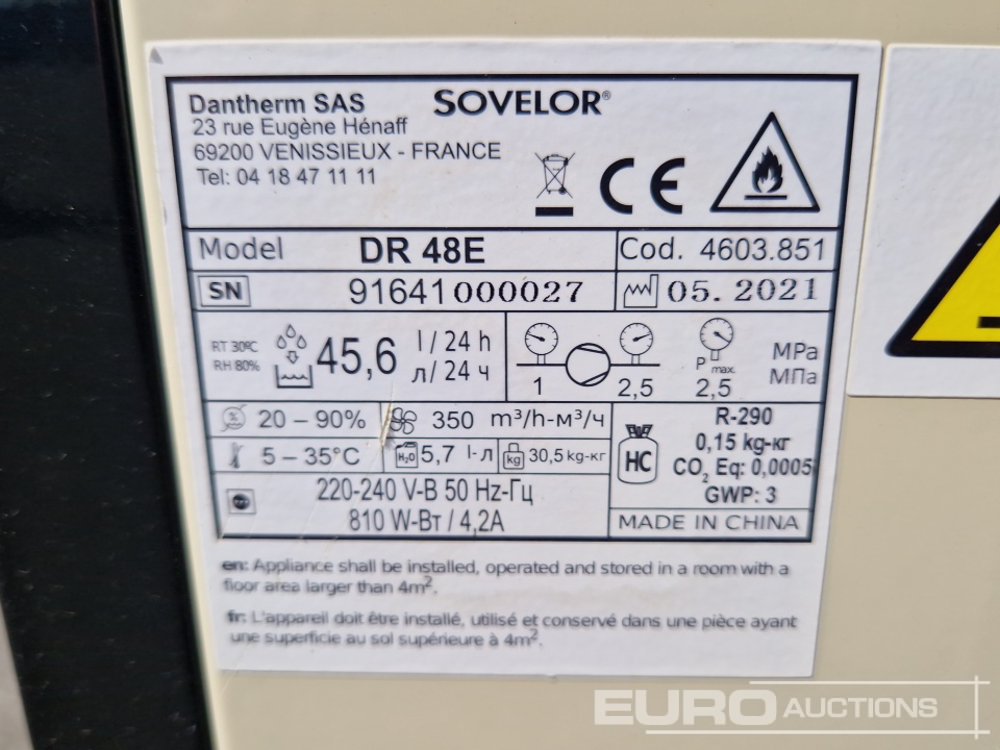 Dantherm SAS
SOVELOR®
23 rue Eugène Hénaff
69200 VENISSIEUX - FRANCE
Tel: 04 18 47 11 11
CE
Model DR 48E
Cod. 4603.851
SN 91641000027
05.2021
RT 30ºC
RH 80%
45,6 l / 24 h
л/ 24 ч
1 2,5
P max.
2,5
MPa
МПа
20 – 90%
350 m³/h-м³/ч
5 – 35°C
H₂O 5,7 l-л
kg 30,5 kg-кг
220-240 V-В 50 Hz-Гц
810 W-Вт / 4,2A
HC
R-290
0,15 kg-кг
CO₂ Eq: 0,0005
GWP: 3
MADE IN CHINA
en: Appliance shall be installed, operated and stored in a room with a
floor area larger than 4m².
fr: L'appareil doit être installé, utilisé et conservé dans une pièce ayant
une superficie au sol supérieure à 4m².
EURO AUCTIONS